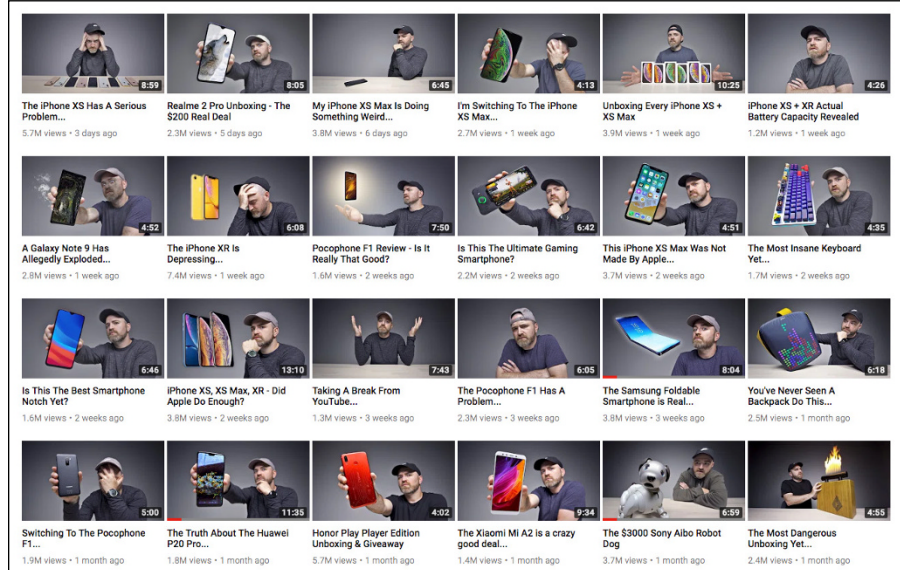 8:59
8:05
6:45
4:13
10:25
4:26
The iPhone XS Has A Serious
Problem...
5.7M views • 3 days ago
Realme 2 Pro Unboxing - The
$200 Real Deal
2.3M views • 5 days ago
My iPhone XS Max Is Doing
Something Weird...
3.8M views • 6 days ago
I'm Switching To The iPhone
XS Max...
2.7M views • 1 week ago
Unboxing Every iPhone XS +
XS Max
3.9M views • 1 week ago
iPhone XS + XR Actual
Battery Capacity Revealed
1.2M views • 1 week ago
4:52
6:08
7:50
6:42
4:51
4:35
A Galaxy Note 9 Has
Allegedly Exploded...
2.8M views • 1 week ago
The iPhone XR Is
Depressing...
7.4M views • 1 week ago
Pocophone F1 Review - Is It
Really That Good?
1.6M views • 2 weeks ago
Is This The Ultimate Gaming
Smartphone?
2.2M views • 2 weeks ago
This iPhone XS Max Was Not
Made By Apple...
3.7M views • 2 weeks ago
The Most Insane Keyboard
Yet...
1.7M views • 2 weeks ago
6:46
13:10
7:43
6:05
8:04
6:18
Is This The Best Smartphone
Notch Yet?
1.6M views • 2 weeks ago
iPhone XS, XS Max, XR - Did
Apple Do Enough?
3.8M views • 2 weeks ago
Taking A Break From
YouTube...
1.3M views • 3 weeks ago
The Pocophone F1 Has A
Problem...
2.3M views • 3 weeks ago
The Samsung Foldable
Smartphone is Real...
3.8M views • 3 weeks ago
You've Never Seen A
Backpack Do This...
2.5M views • 1 month ago
5:00
11:35
4:02
9:34
6:59
4:55
Switching To The Pocophone
F1...
1.9M views • 1 month ago
The Truth About The Huawei
P20 Pro...
1.8M views • 1 month ago
Honor Play Player Edition
Unboxing & Giveaway
5.7M views • 1 month ago
The Xiaomi Mi A2 is a crazy
good deal...
1.4M views • 1 month ago
The $3000 Sony Aibo Robot
Dog
3.7M views • 1 month ago
The Most Dangerous
Unboxing Yet...
2.4M views • 1 month ago